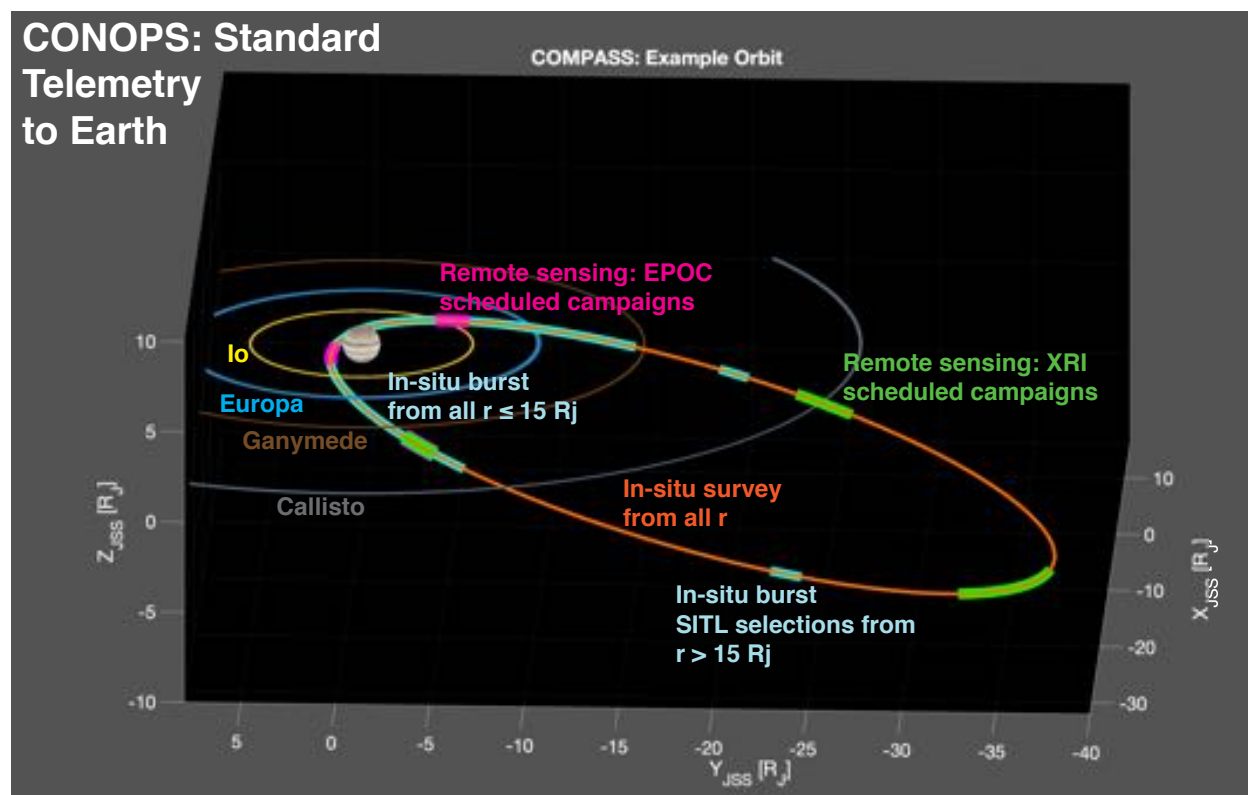 CONOPS: Standard
Telemetry
to Earth
COMPASS: Example Orbit
Remote sensing: EPOC
scheduled campaigns
Io
Europa
Ganymede
Callisto
In-situ burst
from all r ≤ 15 Rj
Remote sensing: XRI
scheduled campaigns
In-situ survey
from all r
In-situ burst
SITL selections from
r > 15 Rj
Z_JSS [R_J]
10
5
0
-5
-10
5
0
-5
-10
-15
-20
-25
-30
-35
-40
Y_JSS [R_J]
10
0
-10
-20
-30
X_JSS [R_J]